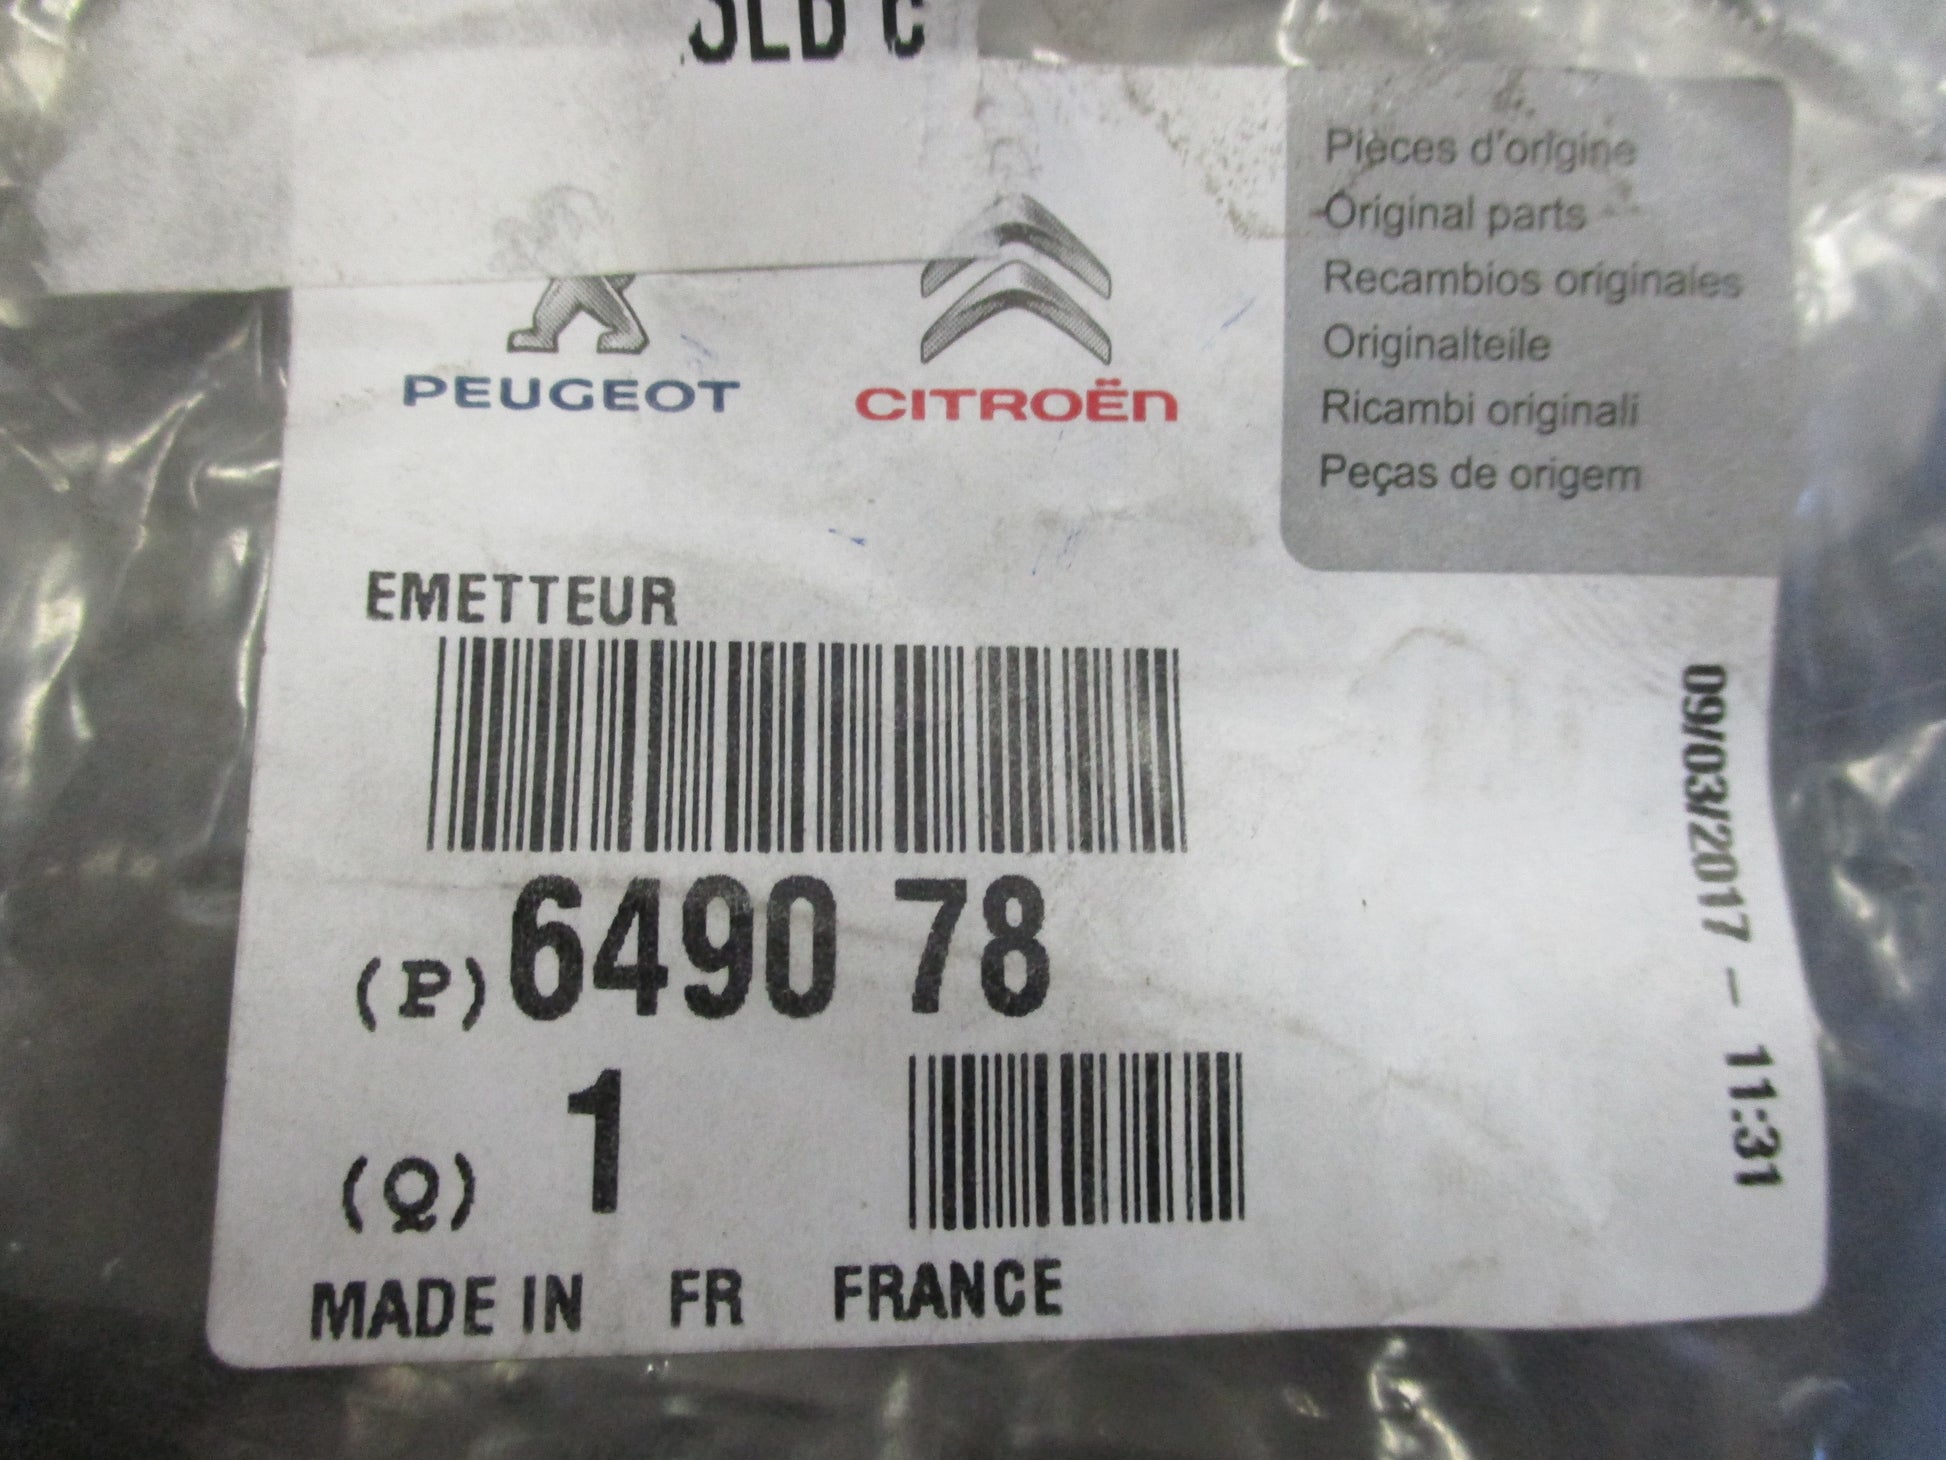 PEUGEOT
CITROËN
Pièces d'origine
Original parts
Recambios originales
Originalteile
Ricambi originali
Peças de origem
EMETTEUR
(P) 6490 78
(Q) 1
MADE IN FR FRANCE
09/03/2017 - 11:31